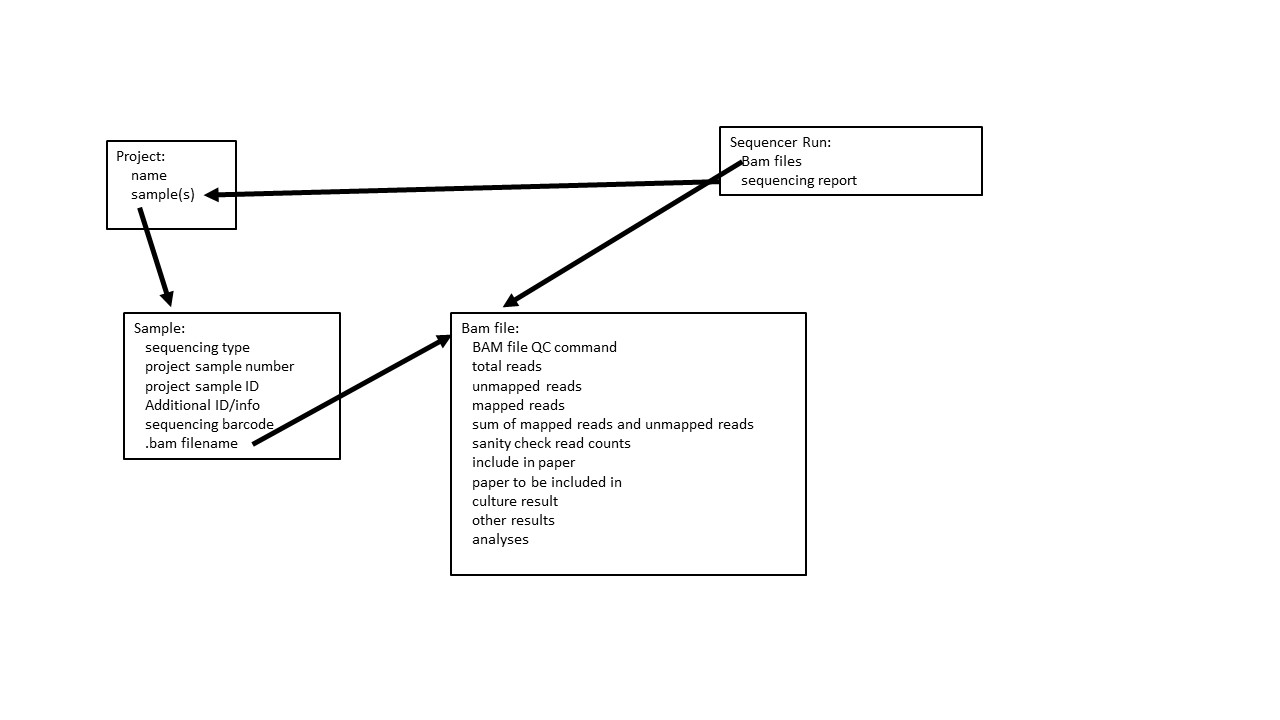 Project:
name
sample(s)
Sequencer Run:
Bam files
sequencing report
Sample:
sequencing type
project sample number
project sample ID
Additional ID/info
sequencing barcode
.bam filename
Bam file:
BAM file QC command
total reads
unmapped reads
mapped reads
sum of mapped reads and unmapped reads
sanity check read counts
include in paper
paper to be included in
culture result
other results
analyses